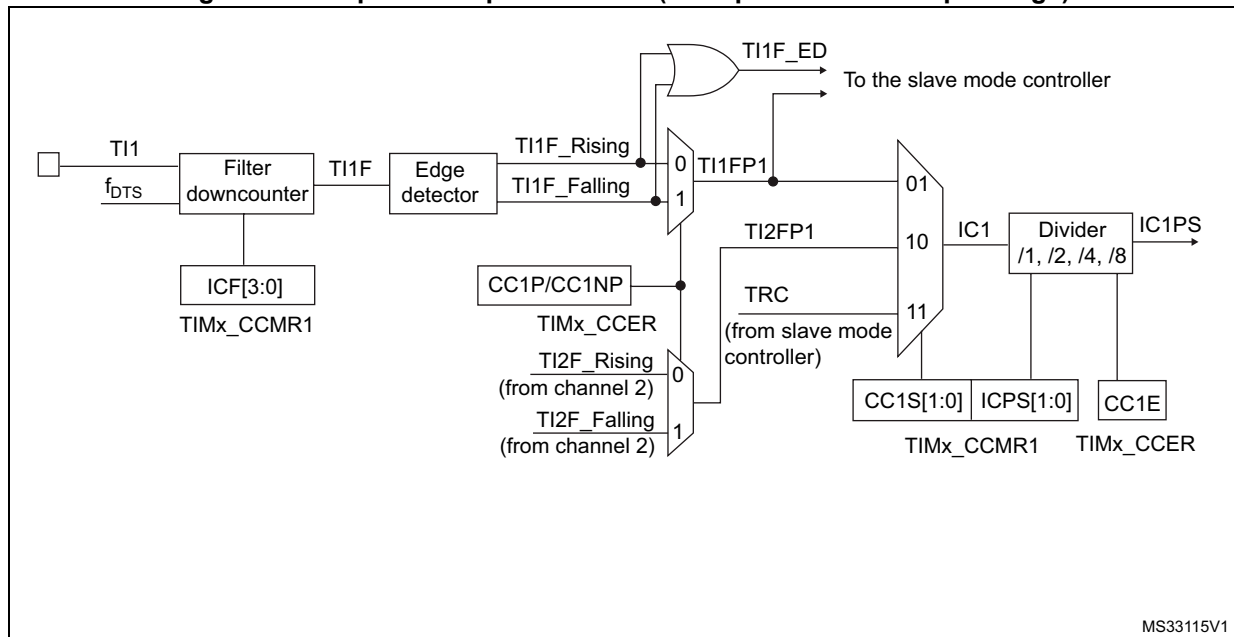 TI1F_ED
To the slave mode controller
TI1
f_DTS
Filter
downcounter
TI1F
Edge
detector
TI1F_Rising
TI1F_Falling
0
1
TI1FP1
01
10
11
TI2FP1
TRC
(from slave mode
controller)
IC1
Divider
/1, /2, /4, /8
IC1PS
ICF[3:0]
TIMx_CCMR1
CC1P/CC1NP
TIMx_CCER
TI2F_Rising
(from channel 2)
TI2F_Falling
(from channel 2)
0
1
CC1S[1:0]
ICPS[1:0]
CC1E
TIMx_CCMR1
TIMx_CCER
MS33115V1